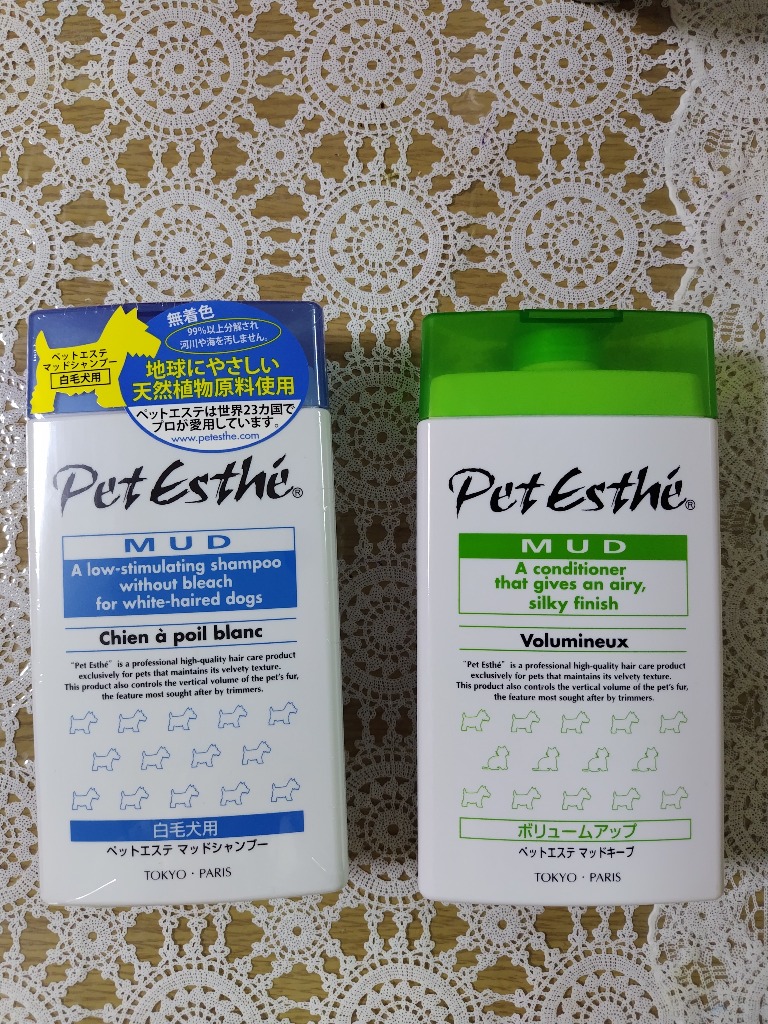 無着色
99%以上分解され
河川や海を汚しません。
地球にやさしい
天然植物原料使用
ペットエステは世界23カ国で
プロが愛用しています。
www.petesthe.com
ペットエステ
マッドシャンプー
白毛犬用
Pet Esthé®
MUD
A low-stimulating shampoo
without bleach
for white-haired dogs
Chien à poil blanc
"Pet Esthé" is a professional high-quality hair care product
exclusively for pets that maintains its velvety texture.
This product also controls the vertical volume of the pet's fur,
the feature most sought after by trimmers.
白毛犬用
ペットエステ マッドシャンプー
TOKYO・PARIS
Pet Esthé®
MUD
A conditioner
that gives an airy,
silky finish
Volumineux
"Pet Esthé" is a professional high-quality hair care product
exclusively for pets that maintains its velvety texture.
This product also controls the vertical volume of the pet's fur,
the feature most sought after by trimmers.
ボリュームアップ
ペットエステ マッドキープ
TOKYO・PARIS